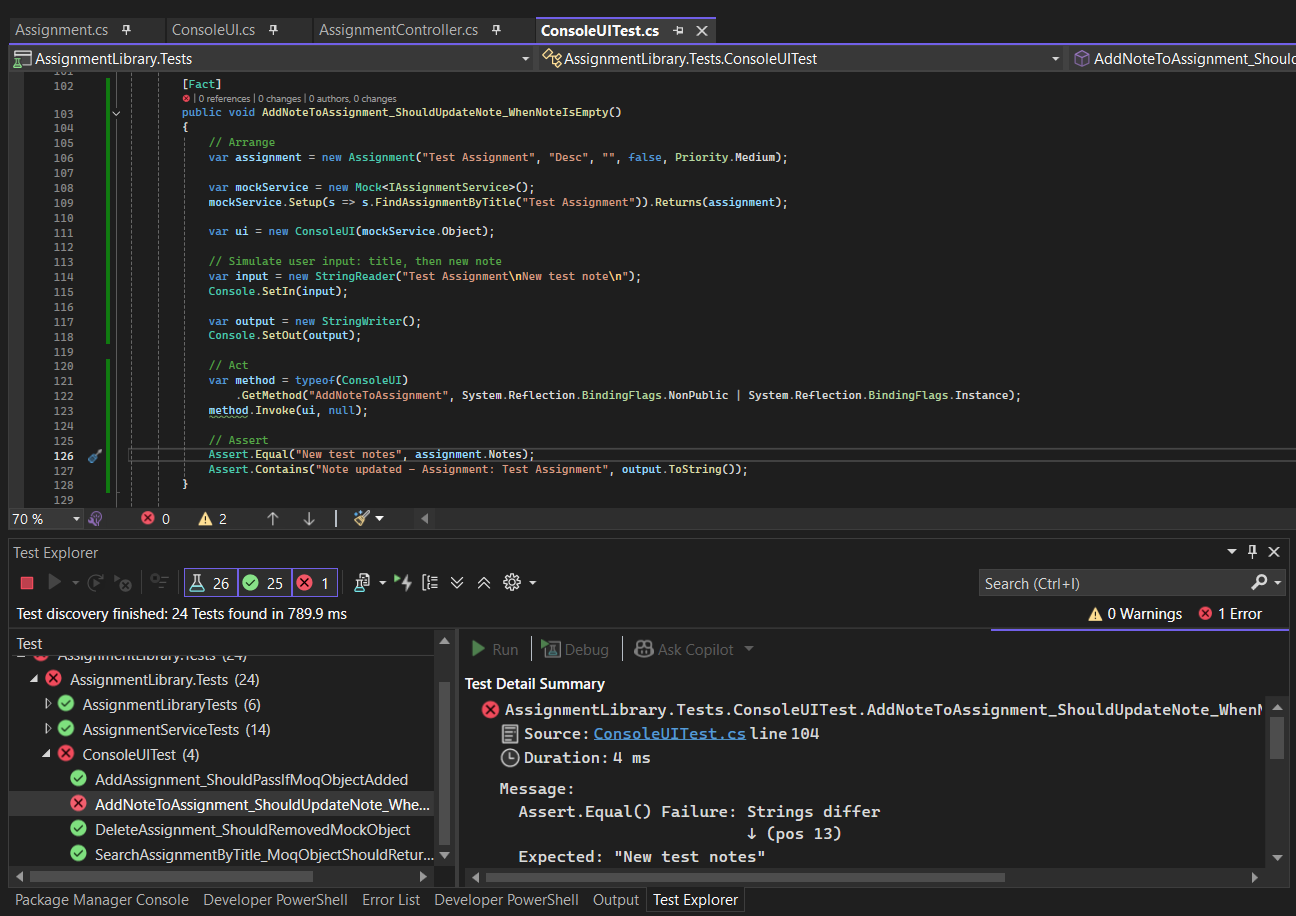 Assignment.cs
ConsoleUI.cs
AssignmentController.cs
ConsoleUITest.cs
AssignmentLibrary.Tests
AssignmentLibrary.Tests.ConsoleUITest
AddNoteToAssignment_Should
101
102 [Fact]
0 references | 0 changes | 0 authors, 0 changes
103 public void AddNoteToAssignment_ShouldUpdateNote_WhenNoteIsEmpty()
104 {
105 // Arrange
106 var assignment = new Assignment("Test Assignment", "Desc", "", false, Priority.Medium);
107
108 var mockService = new Mock<IAssignmentService>();
109 mockService.Setup(s => s.FindAssignmentByTitle("Test Assignment")).Returns(assignment);
110
111 var ui = new ConsoleUI(mockService.Object);
112
113 // Simulate user input: title, then new note
114 var input = new StringReader("Test Assignment\nNew test note\n");
115 Console.SetIn(input);
116
117 var output = new StringWriter();
118 Console.SetOut(output);
119
120 // Act
121 var method = typeof(ConsoleUI)
122 .GetMethod("AddNoteToAssignment", System.Reflection.BindingFlags.NonPublic | System.Reflection.BindingFlags.Instance);
123 method.Invoke(ui, null);
124
125 // Assert
126 Assert.Equal("New test notes", assignment.Notes);
127 Assert.Contains("Note updated - Assignment: Test Assignment", output.ToString());
128 }
129
70 % 0 2
Test Explorer
26 25 1
Search (Ctrl+I)
Test discovery finished: 24 Tests found in 789.9 ms
0 Warnings 1 Error
Test
AssignmentLibrary.Tests (24)
AssignmentLibrary.Tests (24)
AssignmentLibraryTests (6)
AssignmentServiceTests (14)
ConsoleUITest (4)
AddAssignment_ShouldPassIfMoqObjectAdded
AddNoteToAssignment_ShouldUpdateNote_Whe...
DeleteAssignment_ShouldRemovedMockObject
SearchAssignmentByTitle_MoqObjectShouldRetur...
Run
Debug
Ask Copilot
Test Detail Summary
AssignmentLibrary.Tests.ConsoleUITest.AddNoteToAssignment_ShouldUpdateNote_When
Source: ConsoleUITest.cs line 104
Duration: 4 ms
Message:
Assert.Equal() Failure: Strings differ
↓ (pos 13)
Expected: "New test notes"
Package Manager Console
Developer PowerShell
Error List
Developer PowerShell
Output
Test Explorer